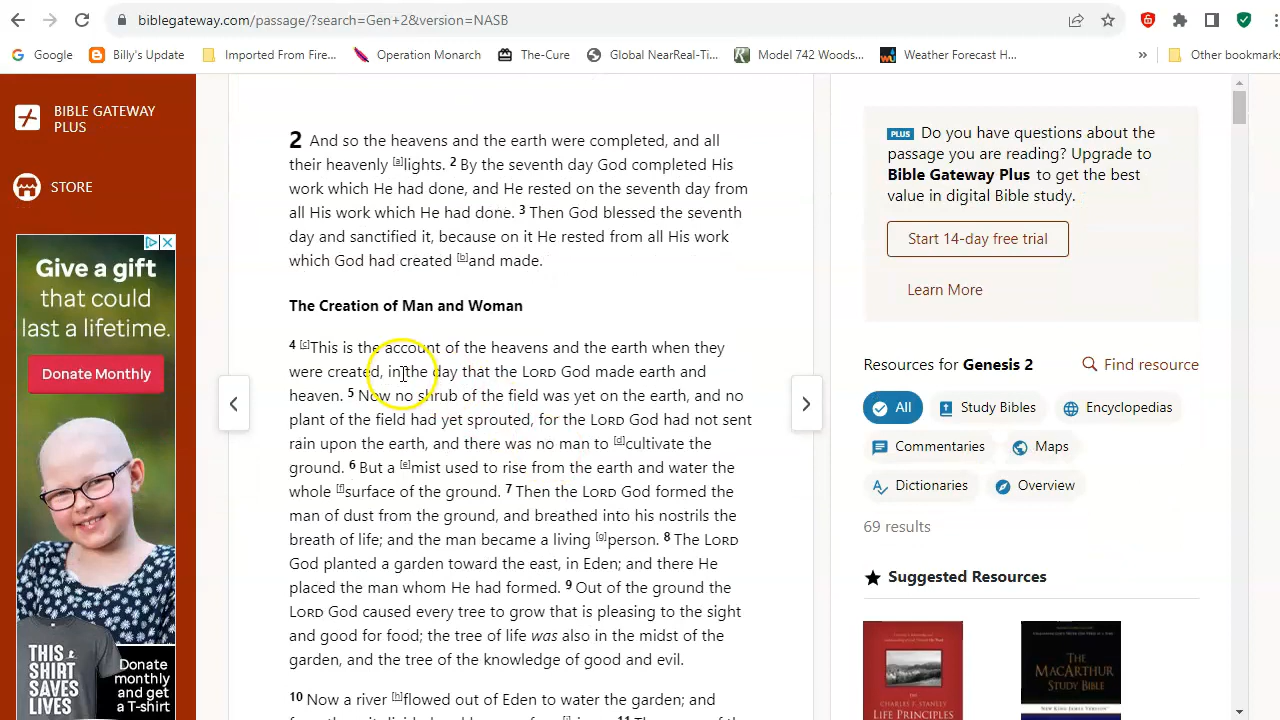 biblegateway.com/passage/?search=Gen+2&version=NASB
Google
Billy's Update
Imported From Fire...
Operation Monarch
The Cure
Global NearReal-Ti...
Model 742 Woods...
Weather Forecast H...
»
Other bookmarks
BIBLE GATEWAY
PLUS
STORE
Give a gift
that could
last a lifetime.
Donate Monthly
THIS
SHIRT
SAVES
LIVES
Donate
monthly
and get
a T-shirt
2 And so the heavens and the earth were completed, and all
their heavenly [a]lights. 2 By the seventh day God completed His
work which He had done, and He rested on the seventh day from
all His work which He had done. 3 Then God blessed the seventh
day and sanctified it, because on it He rested from all His work
which God had created [b]and made.
The Creation of Man and Woman
4 [c]This is the account of the heavens and the earth when they
were created, in the day that the LORD God made earth and
heaven. 5 Now no shrub of the field was yet on the earth, and no
plant of the field had yet sprouted, for the LORD God had not sent
rain upon the earth, and there was no man to [d]cultivate the
ground. 6 But a [e]mist used to rise from the earth and water the
whole [f]surface of the ground. 7 Then the LORD God formed the
man of dust from the ground, and breathed into his nostrils the
breath of life; and the man became a living [g]person. 8 The LORD
God planted a garden toward the east, in Eden; and there He
placed the man whom He had formed. 9 Out of the ground the
LORD God caused every tree to grow that is pleasing to the sight
and good for food; the tree of life was also in the midst of the
garden, and the tree of the knowledge of good and evil.
10 Now a river flowed out of Eden to water the garden; and
PLUS Do you have questions about the
passage you are reading? Upgrade to
Bible Gateway Plus to get the best
value in digital Bible study.
Start 14-day free trial
Learn More
Resources for Genesis 2
Find resource
All
Study Bibles
Encyclopedias
Commentaries
Maps
Dictionaries
Overview
69 results
Suggested Resources
THE
CHARLES F. STANLEY
LIFE PRINCIPLES
THE
MACARTHUR
STUDY BIBLE
NEW KING JAMES VERSION